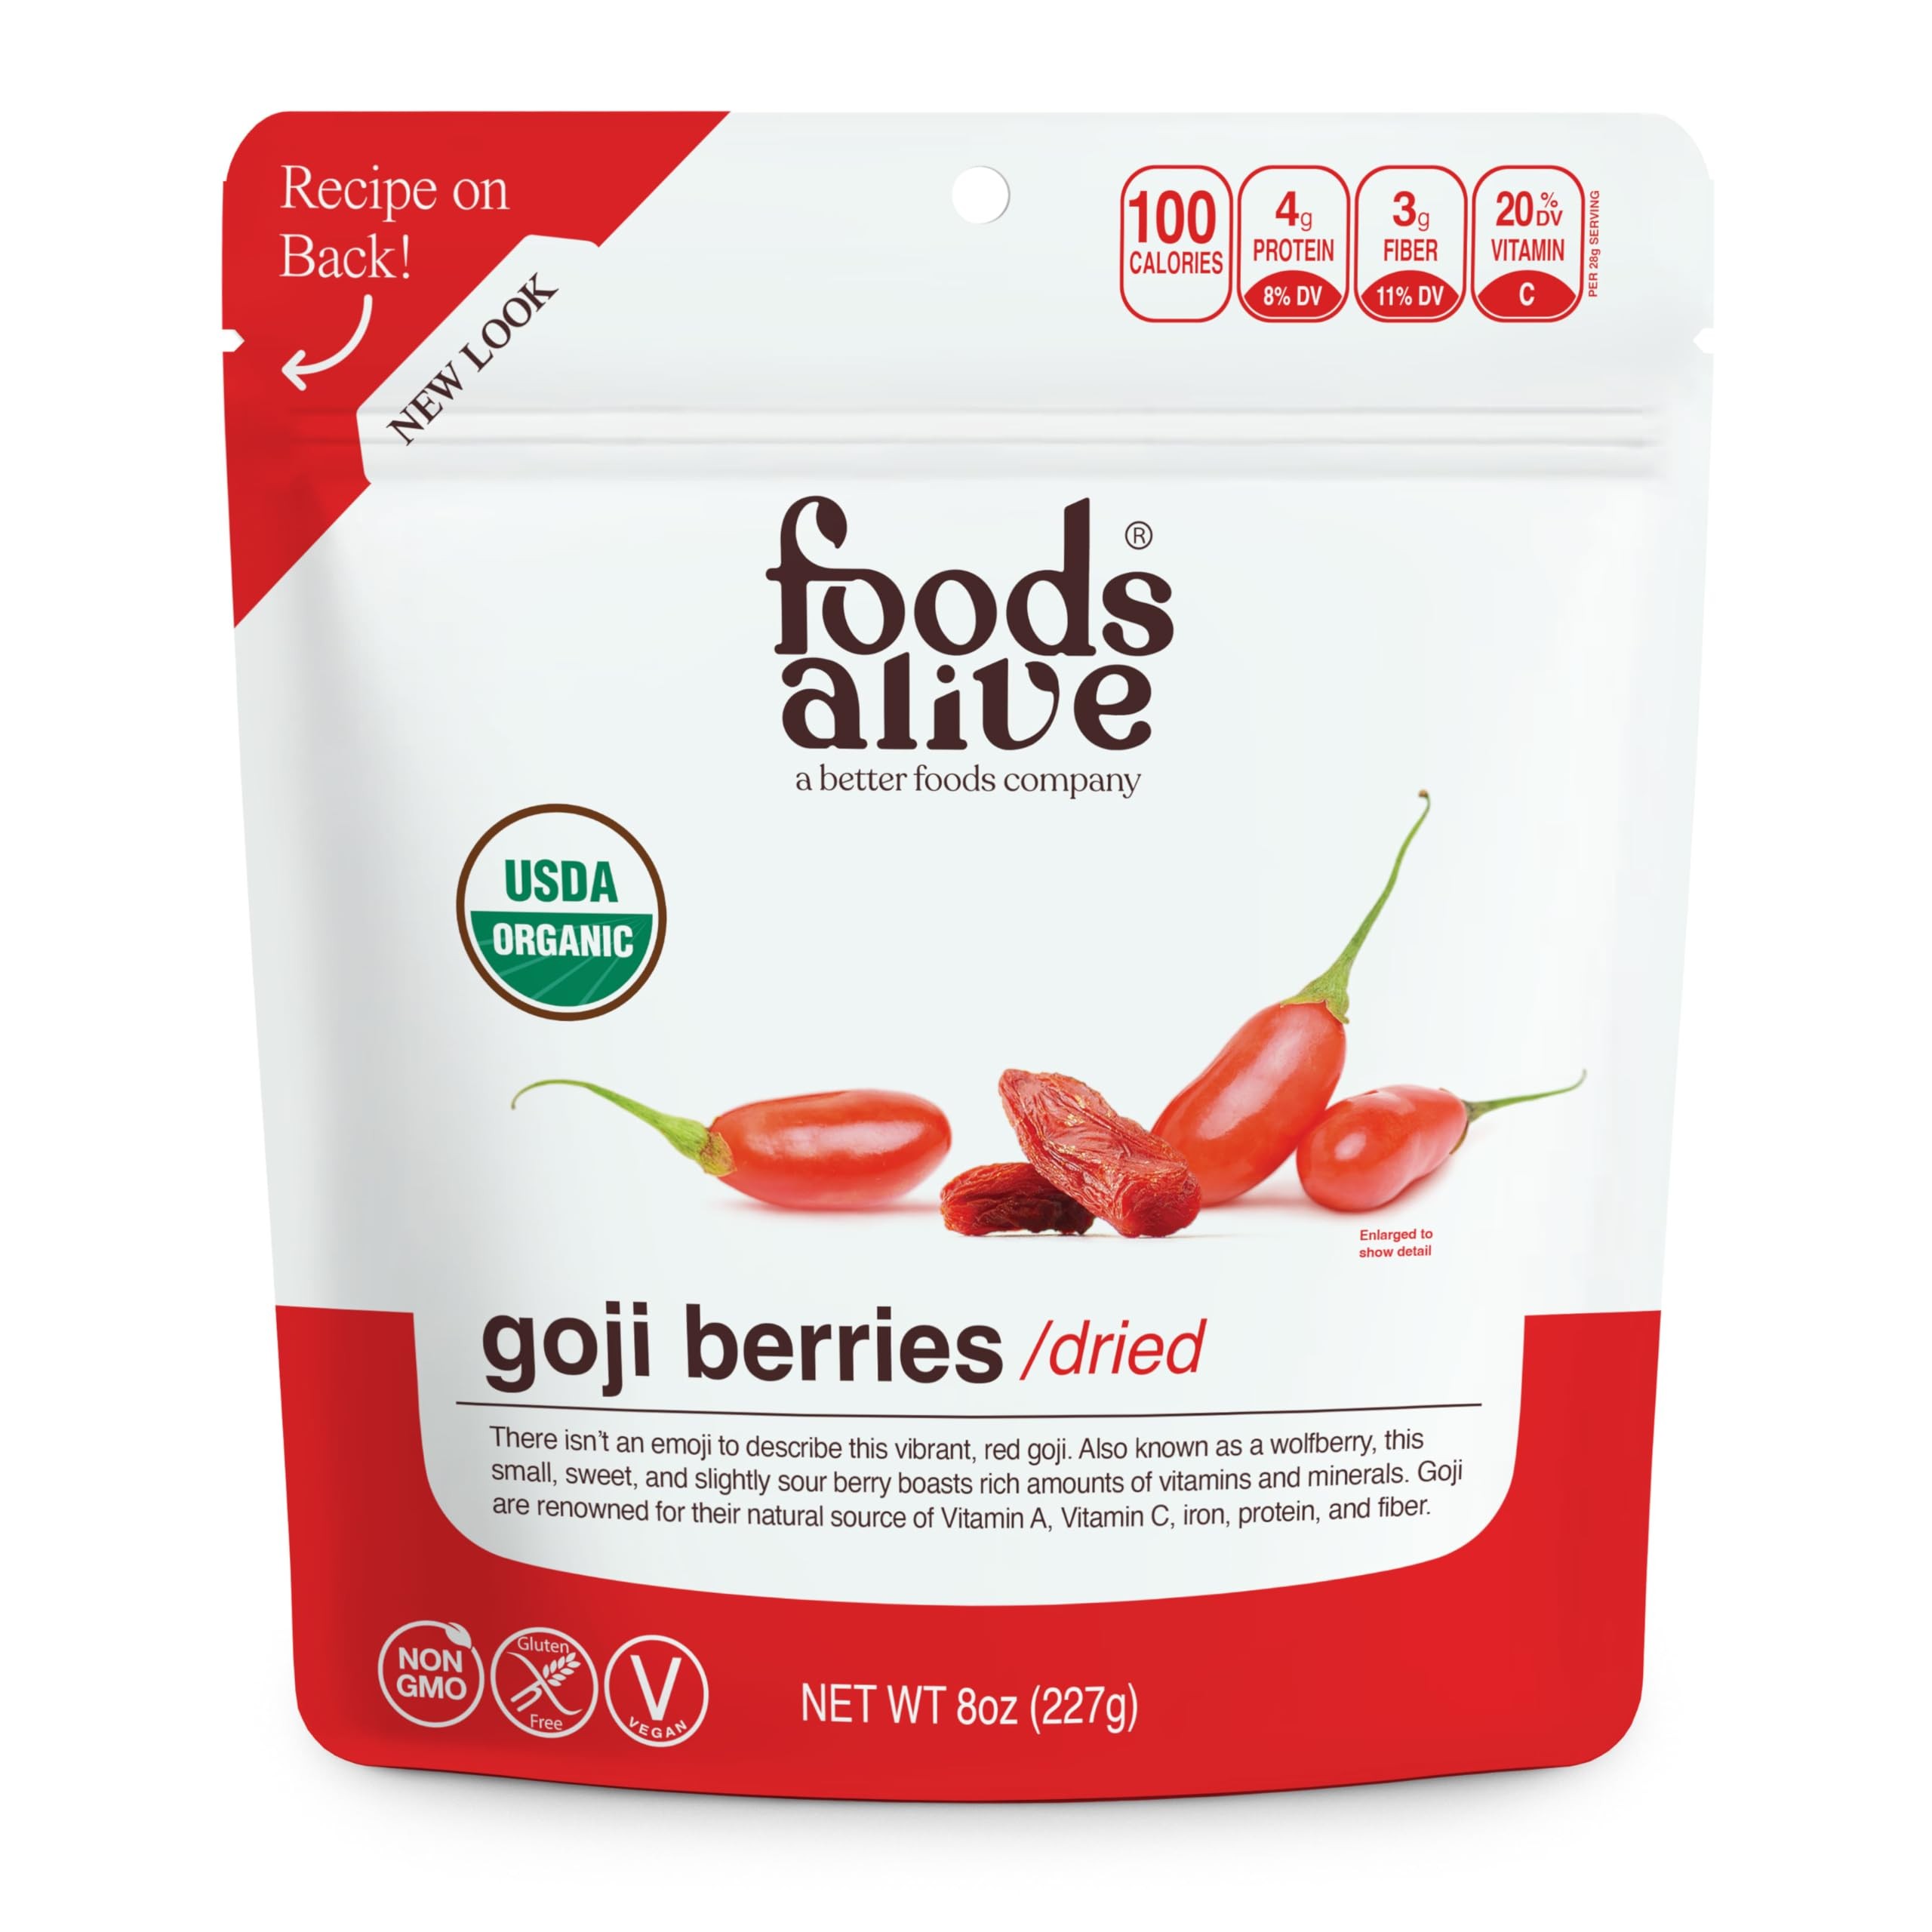 Recipe on
Back!
NEW LOOK
100
CALORIES
4g
PROTEIN
8% DV
3g
FIBER
11% DV
20% DV
VITAMIN
C
PER 28g SERVING
foods®
alive
a better foods company
USDA
ORGANIC
Enlarged to
show detail
goji berries /dried
There isn't an emoji to describe this vibrant, red goji. Also known as a wolfberry, this
small, sweet, and slightly sour berry boasts rich amounts of vitamins and minerals. Goji
are renowned for their natural source of Vitamin A, Vitamin C, iron, protein, and fiber.
NON
GMO
Gluten
Free
V
VEGAN
NET WT 8oz (227g)